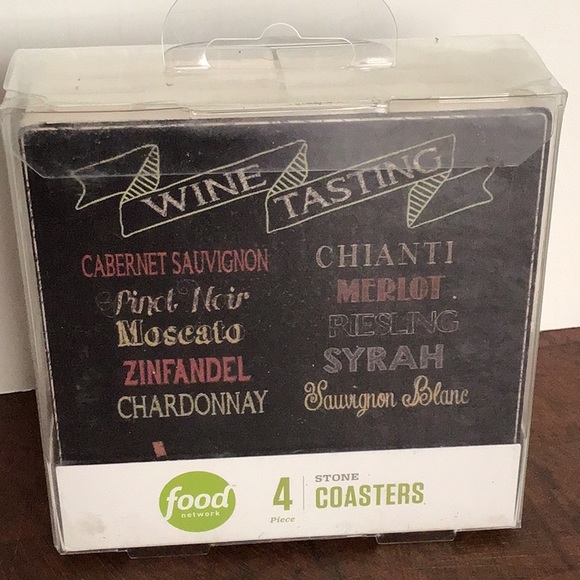 WINE TASTING
CABERNET SAUVIGNON
Pinot Noir
Moscato
ZINFANDEL
CHARDONNAY
CHIANTI
MERLOT
RIESLING
SYRAH
Sauvignon Blanc
food
network
4
Piece
STONE
COASTERS